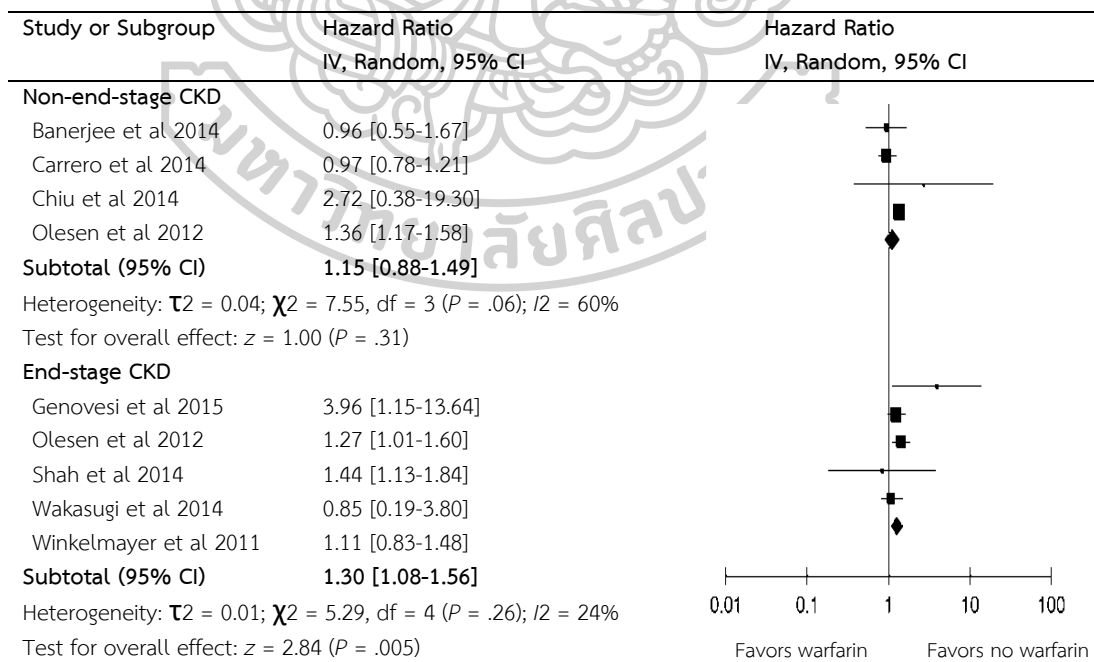 Study or Subgroup Hazard Ratio Hazard Ratio
IV, Random, 95% CI IV, Random, 95% CI
Non-end-stage CKD
Banerjee et al 2014 0.96 [0.55-1.67]
Carrero et al 2014 0.97 [0.78-1.21]
Chiu et al 2014 2.72 [0.38-19.30]
Olesen et al 2012 1.36 [1.17-1.58]
Subtotal (95% CI) 1.15 [0.88-1.49]
Heterogeneity: τ2 = 0.04; χ2 = 7.55, df = 3 (P = .06); I2 = 60%
Test for overall effect: z = 1.00 (P = .31)
End-stage CKD
Genovesi et al 2015 3.96 [1.15-13.64]
Olesen et al 2012 1.27 [1.01-1.60]
Shah et al 2014 1.44 [1.13-1.84]
Wakasugi et al 2014 0.85 [0.19-3.80]
Winkelmayer et al 2011 1.11 [0.83-1.48]
Subtotal (95% CI) 1.30 [1.08-1.56]
Heterogeneity: τ2 = 0.01; χ2 = 5.29, df = 4 (P = .26); I2 = 24%
Test for overall effect: z = 2.84 (P = .005)
0.01 0.1 1 10 100
Favors warfarin Favors no warfarin